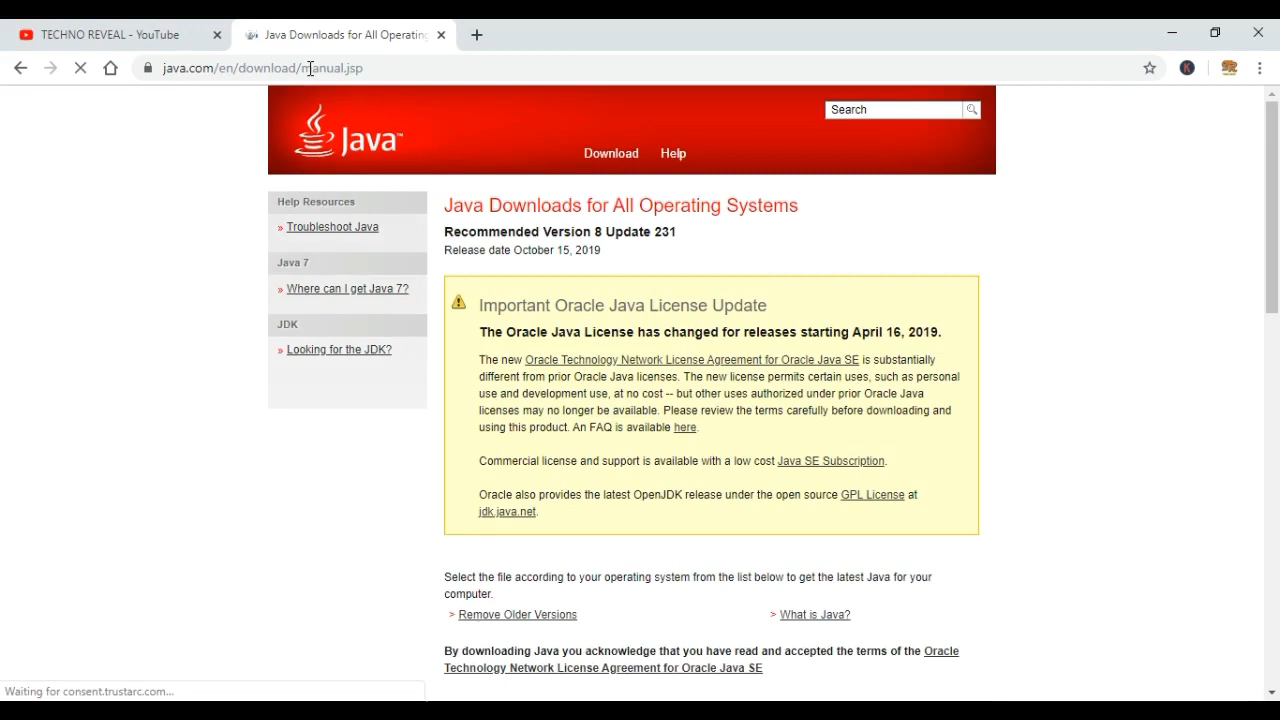 TECHNO REVEAL - YouTube
Java Downloads for All Operating
java.com/en/download/manual.jsp
K
Java™
Search
Download Help
Help Resources
» Troubleshoot Java
Java 7
» Where can I get Java 7?
JDK
» Looking for the JDK?
Java Downloads for All Operating Systems
Recommended Version 8 Update 231
Release date October 15, 2019
Important Oracle Java License Update
The Oracle Java License has changed for releases starting April 16, 2019.
The new Oracle Technology Network License Agreement for Oracle Java SE is substantially
different from prior Oracle Java licenses. The new license permits certain uses, such as personal
use and development use, at no cost -- but other uses authorized under prior Oracle Java
licenses may no longer be available. Please review the terms carefully before downloading and
using this product. An FAQ is available here.
Commercial license and support is available with a low cost Java SE Subscription.
Oracle also provides the latest OpenJDK release under the open source GPL License at
jdk.java.net.
Select the file according to your operating system from the list below to get the latest Java for your
computer.
> Remove Older Versions > What is Java?
By downloading Java you acknowledge that you have read and accepted the terms of the Oracle
Technology Network License Agreement for Oracle Java SE
Waiting for consent.trustarc.com...